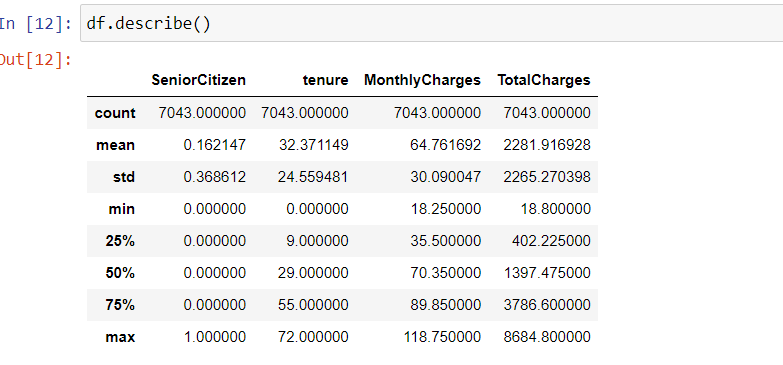 In [12]: df.describe()
Out[12]:
SeniorCitizen tenure MonthlyCharges TotalCharges
count 7043.000000 7043.000000 7043.000000 7043.000000
mean 0.162147 32.371149 64.761692 2281.916928
std 0.368612 24.559481 30.090047 2265.270398
min 0.000000 0.000000 18.250000 18.800000
25% 0.000000 9.000000 35.500000 402.225000
50% 0.000000 29.000000 70.350000 1397.475000
75% 0.000000 55.000000 89.850000 3786.600000
max 1.000000 72.000000 118.750000 8684.800000